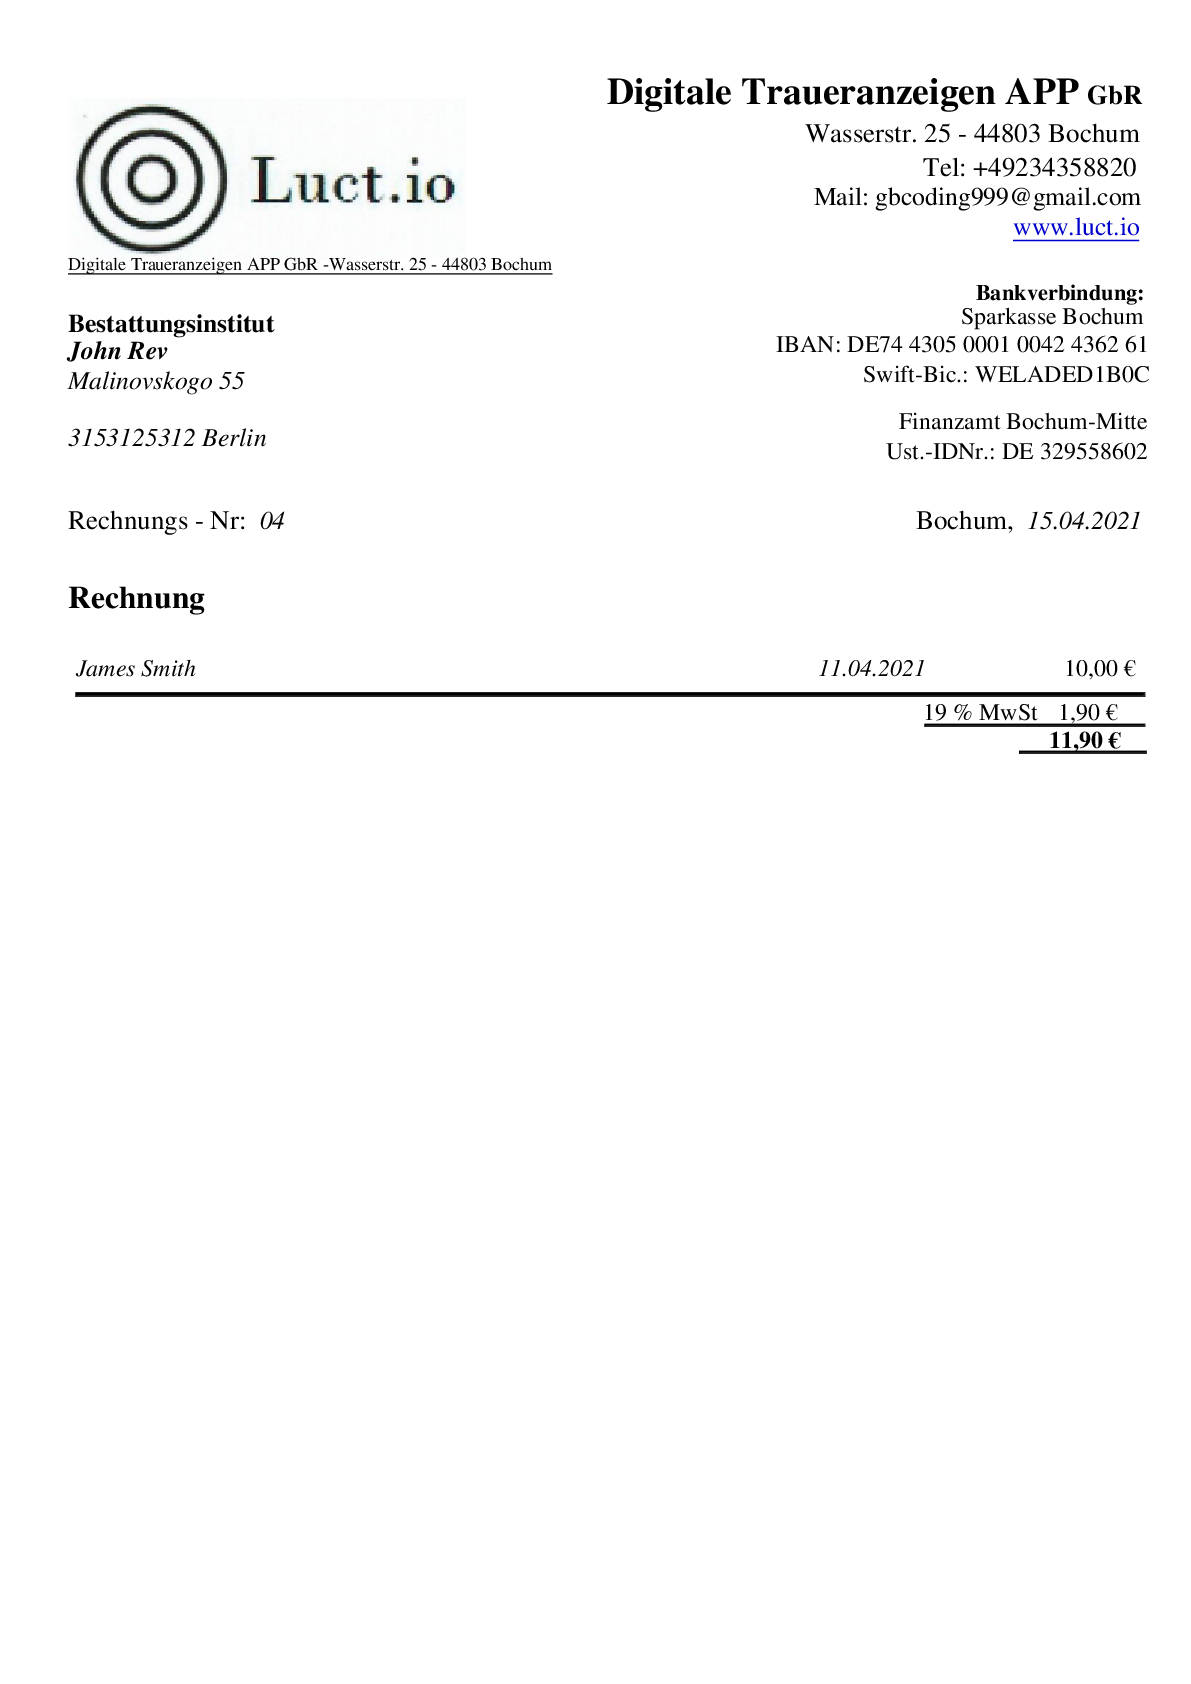 Digitale Traueranzeigen APP GbR
Wasserstr. 25 - 44803 Bochum
Tel: +49234358820
Mail: gbcoding999@gmail.com
www.luct.io
Luct.io
Digitale Traueranzeigen APP GbR -Wasserstr. 25 - 44803 Bochum
Bankverbindung:
Sparkasse Bochum
IBAN: DE74 4305 0001 0042 4362 61
Swift-Bic.: WELADED1B0C
Finanzamt Bochum-Mitte
Ust.-IDNr.: DE 329558602
Bestattungsinstitut
John Rev
Malinovskogo 55
3153125312 Berlin
Rechnungs - Nr: 04
Bochum, 15.04.2021
Rechnung
James Smith 11.04.2021 10,00 €
19 % MwSt 1,90 €
11,90 €